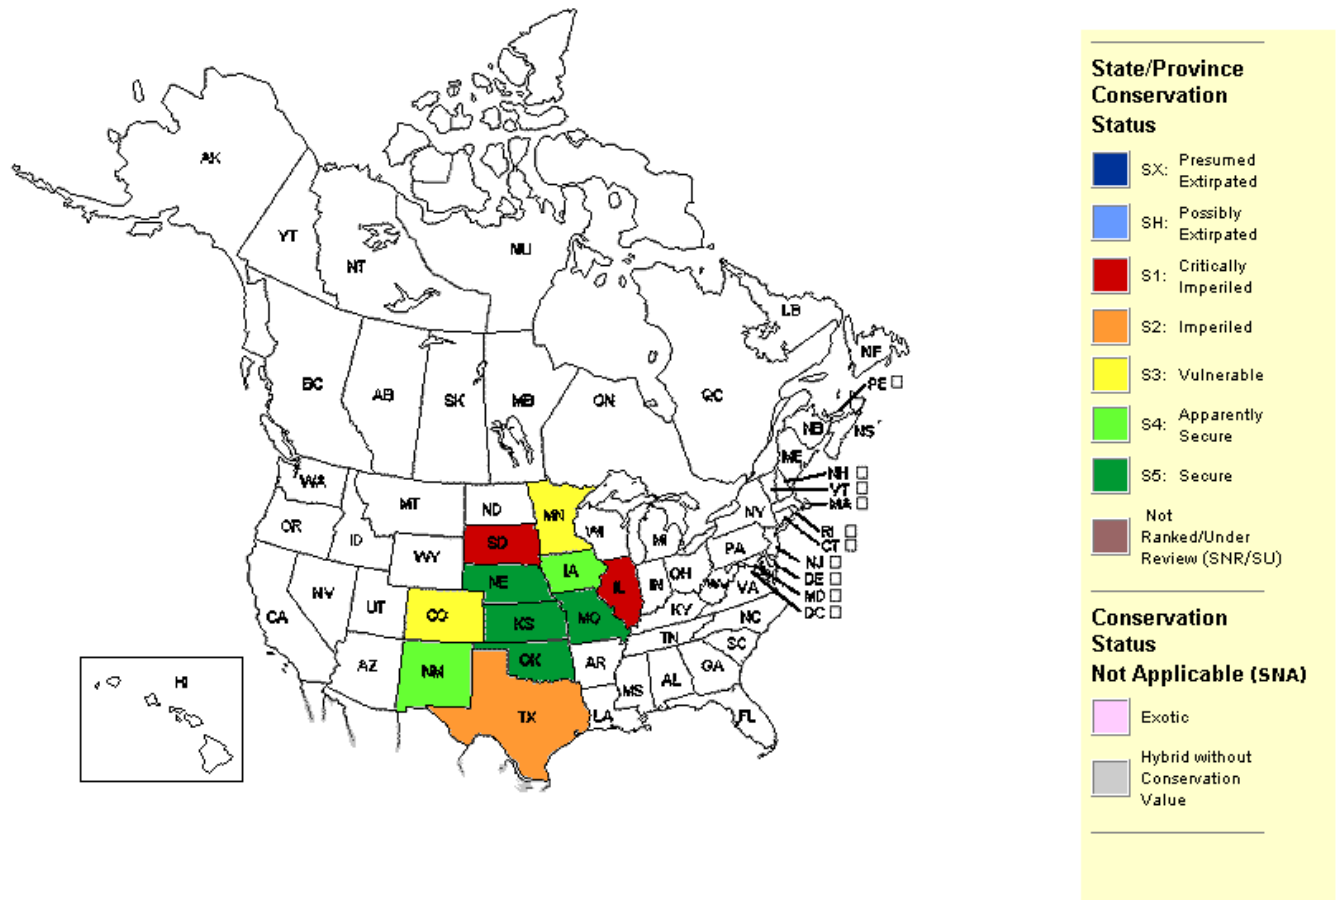 AK
YT
NT
NU
LB
NF
PE
BC
AB
SK
MB
ON
QC
NB
NS
ME
NH
VT
MA
WA
MT
ND
MN
WI
MI
NY
OR
ID
SD
WY
PA
RI
CT
NJ
DE
MD
DC
NE
IA
IL
IN
OH
WV
VA
NV
UT
CO
KS
MO
KY
CA
NC
TN
SC
AZ
NM
OK
AR
MS
AL
GA
TX
LA
FL
HI
State/Province
Conservation
Status
SX: Presumed
Extirpated
SH: Possibly
Extirpated
S1: Critically
Imperiled
S2: Imperiled
S3: Vulnerable
S4: Apparently
Secure
S5: Secure
Not
Ranked/Under
Review (SNR/SU)
Conservation
Status
Not Applicable (SNA)
Exotic
Hybrid without
Conservation
Value